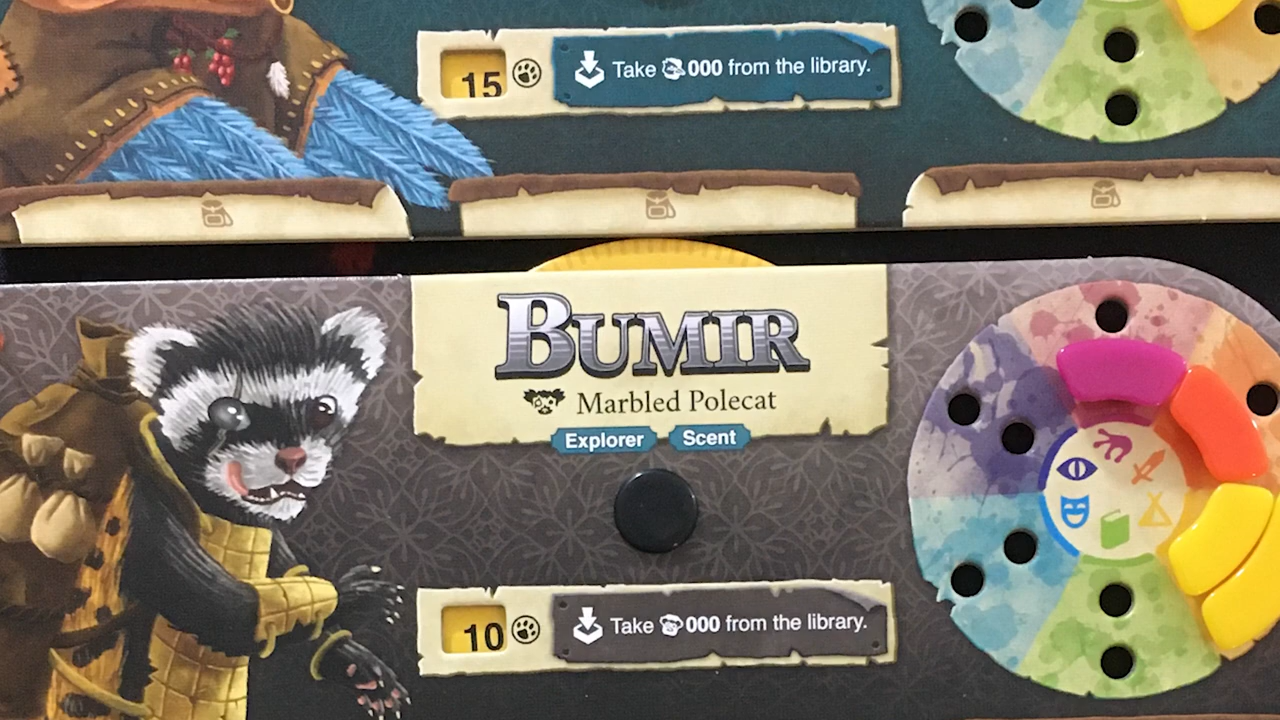 15 Take 000 from the library.
BUMIR
Marbled Polecat
Explorer Scent
10 Take 000 from the library.